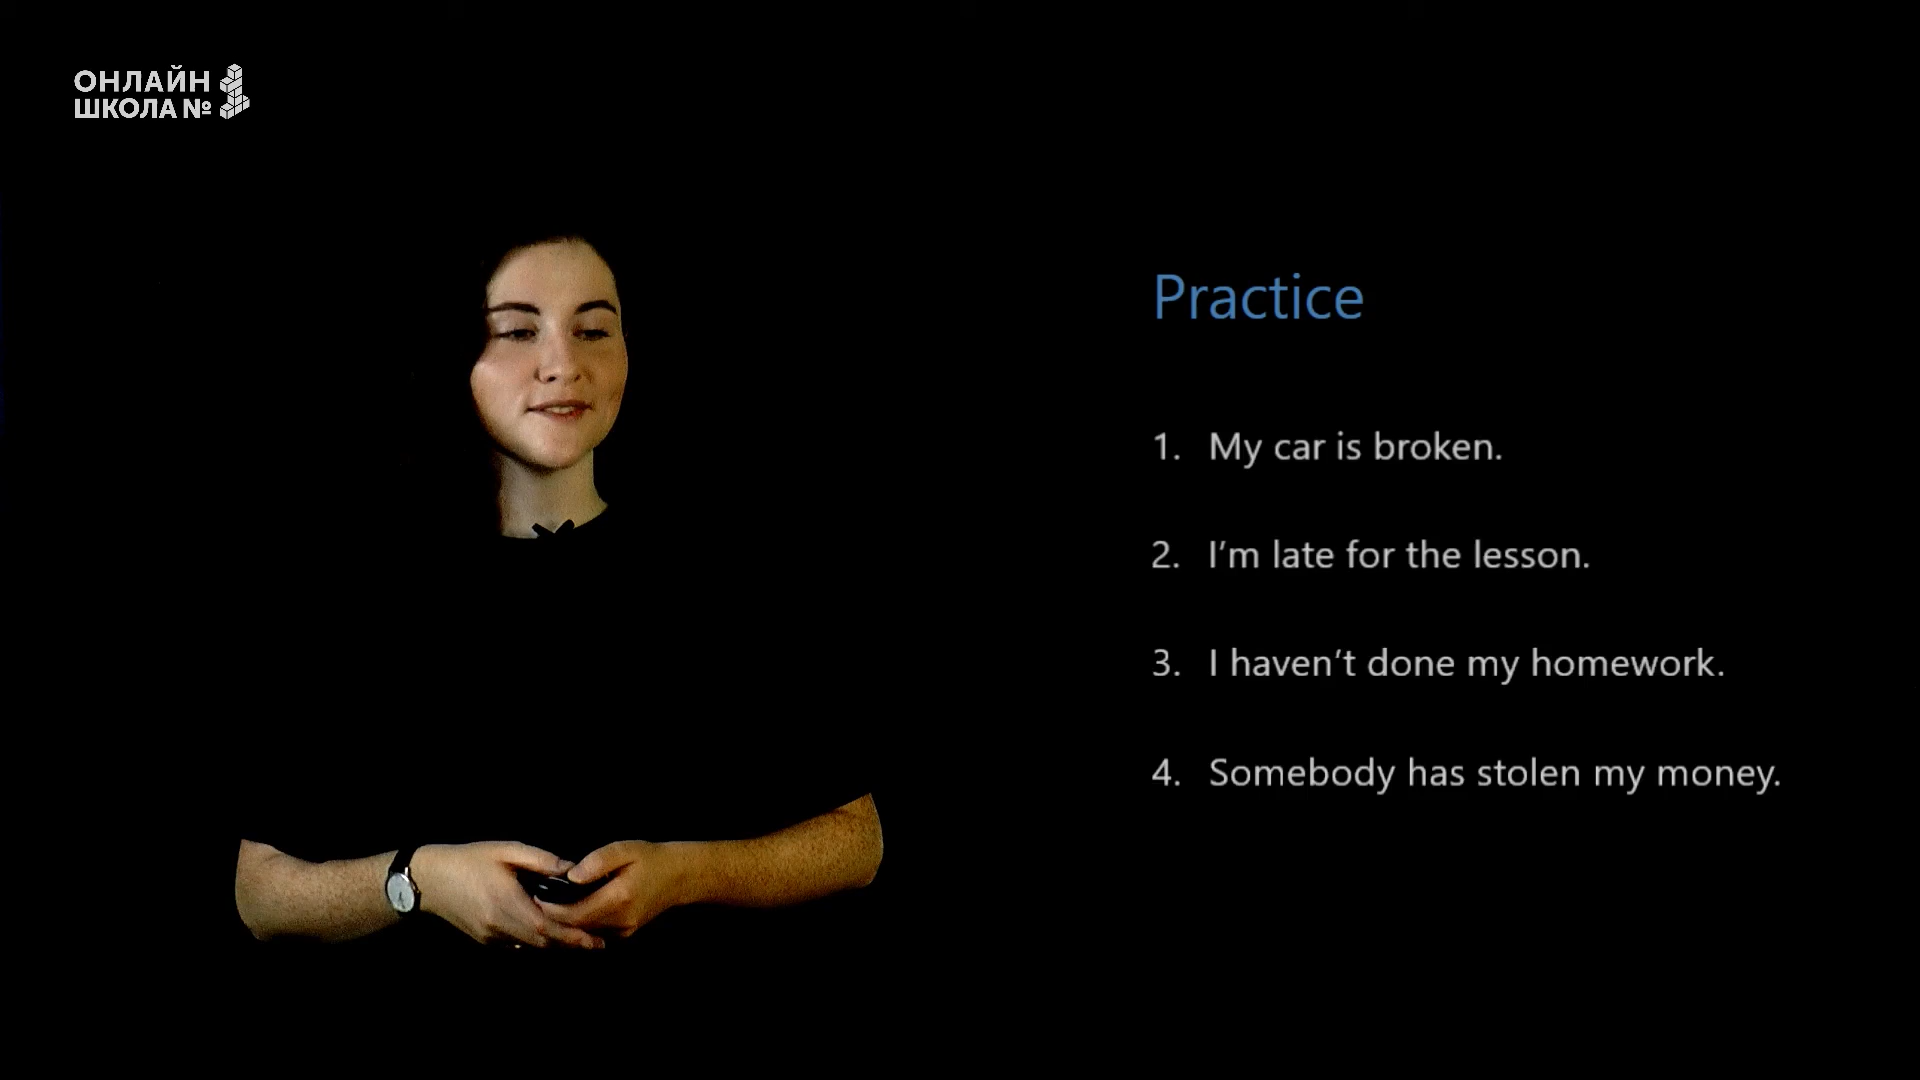 ОНЛАЙН
ШКОЛА №1
Practice
1. My car is broken.
2. I’m late for the lesson.
3. I haven’t done my homework.
4. Somebody has stolen my money.